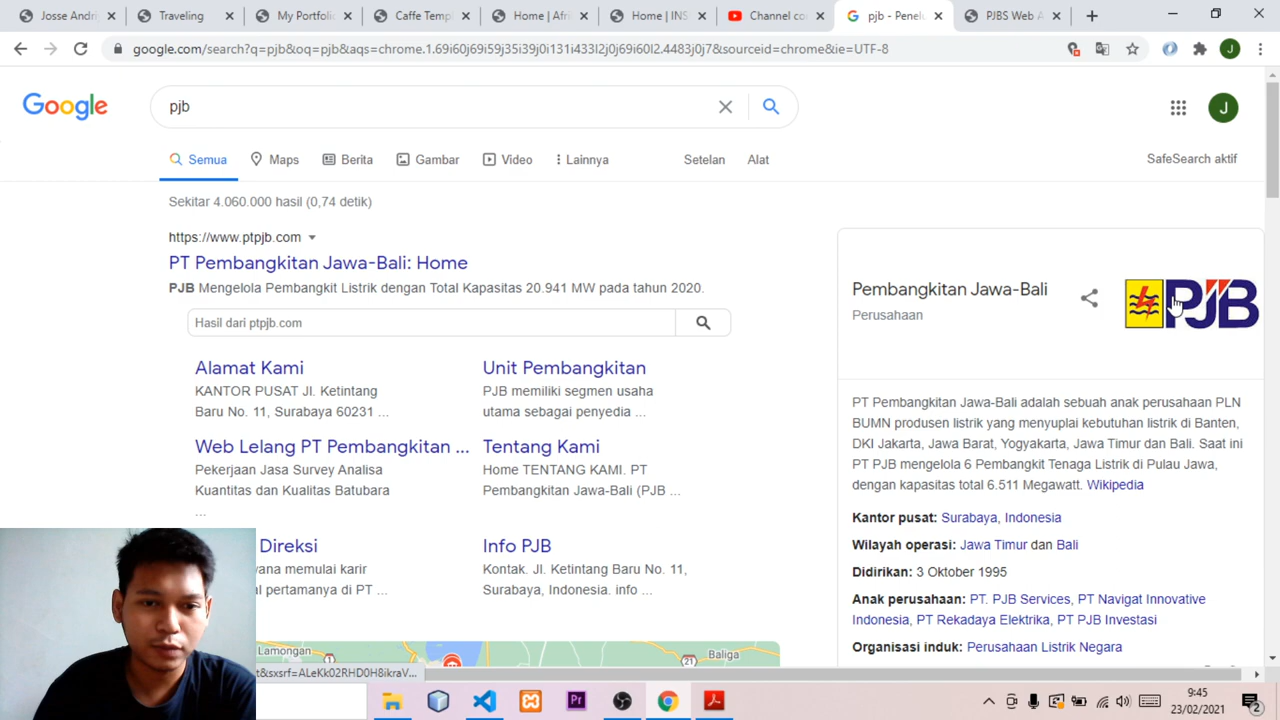 Josse Andrij
Traveling
My Portfoli
Caffe Temp
Home | Afri
Home | INS
Channel co
pjb - Penelu
PJBS Web A
google.com/search?q=pjb&oq=pjb&aqs=chrome.1.69i60j69i59j35i39j0i131i433l2j0j69i60l2.4483j0j7&sourceid=chrome&ie=UTF-8
J
Google
pjb
J
Semua
Maps
Berita
Gambar
Video
Lainnya
Setelan
Alat
SafeSearch aktif
Sekitar 4.060.000 hasil (0,74 detik)
https://www.ptpjb.com
PT Pembangkitan Jawa-Bali: Home
PJB Mengelola Pembangkit Listrik dengan Total Kapasitas 20.941 MW pada tahun 2020.
Hasil dari ptpjb.com
Alamat Kami
KANTOR PUSAT Jl. Ketintang
Baru No. 11, Surabaya 60231 ...
Unit Pembangkitan
PJB memiliki segmen usaha
utama sebagai penyedia ...
Web Lelang PT Pembangkitan ...
Pekerjaan Jasa Survey Analisa
Kuantitas dan Kualitas Batubara
...
Tentang Kami
Home TENTANG KAMI. PT
Pembangkitan Jawa-Bali (PJB ...
Direksi
wana memulai karir
al pertamanya di PT ...
Info PJB
Kontak. Jl. Ketintang Baru No. 11,
Surabaya, Indonesia. info ...
Lamongan
1
21
Baliga
Pembangkitan Jawa-Bali
Perusahaan
PJB
PT Pembangkitan Jawa-Bali adalah sebuah anak perusahaan PLN
BUMN produsen listrik yang menyuplai kebutuhan listrik di Banten,
DKI Jakarta, Jawa Barat, Yogyakarta, Jawa Timur dan Bali. Saat ini
PT PJB mengelola 6 Pembangkit Tenaga Listrik di Pulau Jawa,
dengan kapasitas total 6.511 Megawatt. Wikipedia
Kantor pusat: Surabaya, Indonesia
Wilayah operasi: Jawa Timur dan Bali
Didirikan: 3 Oktober 1995
Anak perusahaan: PT. PJB Services, PT Navigat Innovative
Indonesia, PT Rekadaya Elektrika, PT PJB Investasi
Organisasi induk: Perusahaan Listrik Negara
t&sxsrf=ALeKk02RHD0H8ikraV...
Pr
9:45
23/02/2021
2